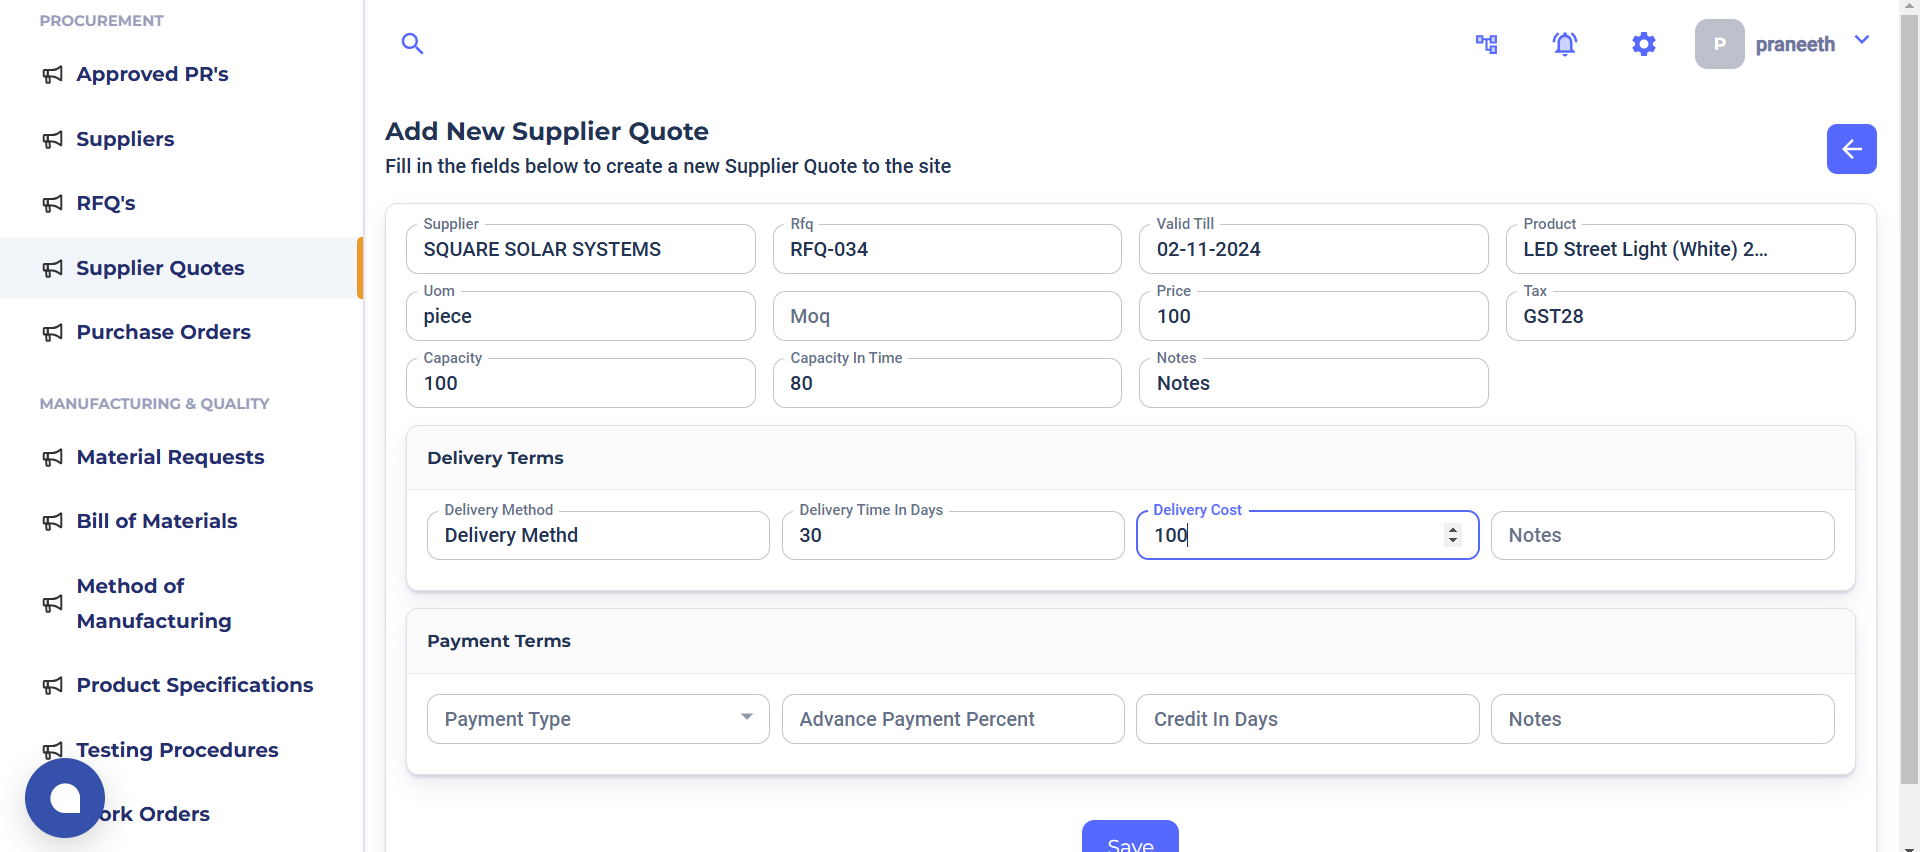 PROCUREMENT
Approved PR's
Suppliers
RFQ's
Supplier Quotes
Purchase Orders
MANUFACTURING & QUALITY
Material Requests
Bill of Materials
Method of
Manufacturing
Product Specifications
Testing Procedures
ork Orders
P praneeth
Add New Supplier Quote
Fill in the fields below to create a new Supplier Quote to the site
Supplier Rfq Valid Till Product
SQUARE SOLAR SYSTEMS RFQ-034 02-11-2024 LED Street Light (White) 2...
Uom Price Tax
piece Moq 100 GST28
Capacity Capacity In Time Notes
100 80 Notes
Delivery Terms
Delivery Method Delivery Time In Days Delivery Cost
Delivery Methd 30 100 Notes
Payment Terms
Payment Type Advance Payment Percent Credit In Days Notes
Save